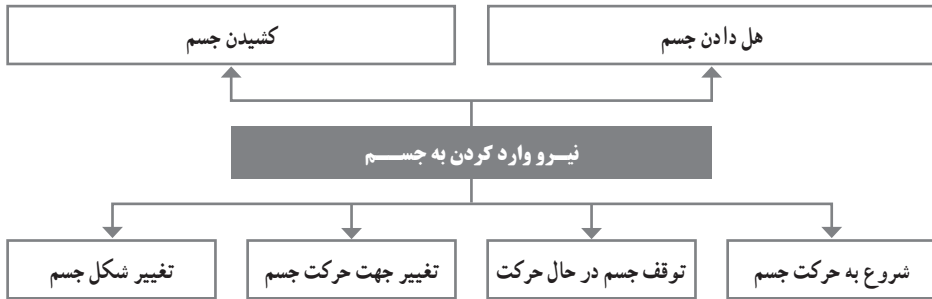 هل دادن جسم
کشیدن جسم
نیــرو وارد کردن به جســـم
شروع به حرکت جسم
توقف جسم در حال حرکت
تغییر جهت حرکت جسم
تغییر شکل جسم